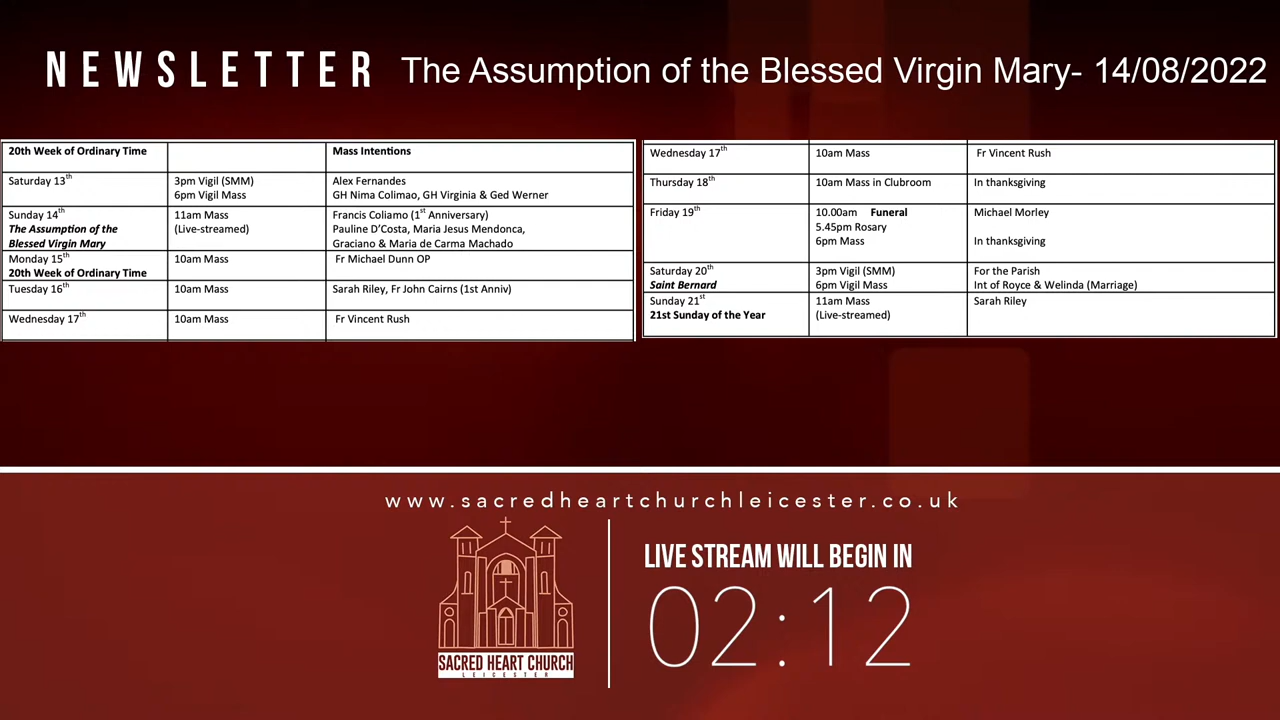 NEWSLETTER The Assumption of the Blessed Virgin Mary- 14/08/2022
20th Week of Ordinary Time Mass Intentions
Saturday 13th 3pm Vigil (SMM) Alex Fernandes
6pm Vigil Mass GH Nima Colimao, GH Virginia & Ged Werner
Sunday 14th 11am Mass Francis Coliamo (1st Anniversary)
The Assumption of the (Live-streamed) Pauline D’Costa, Maria Jesus Mendonca,
Blessed Virgin Mary Graciano & Maria de Carma Machado
Monday 15th 10am Mass Fr Michael Dunn OP
20th Week of Ordinary Time
Tuesday 16th 10am Mass Sarah Riley, Fr John Cairns (1st Anniv)
Wednesday 17th 10am Mass Fr Vincent Rush
Wednesday 17th 10am Mass Fr Vincent Rush
Thursday 18th 10am Mass in Clubroom In thanksgiving
Friday 19th 10.00am Funeral Michael Morley
5.45pm Rosary
6pm Mass In thanksgiving
Saturday 20th 3pm Vigil (SMM) For the Parish
Saint Bernard 6pm Vigil Mass Int of Royce & Welinda (Marriage)
Sunday 21st 11am Mass Sarah Riley
21st Sunday of the Year (Live-streamed)
www.sacredheartchurchleicester.co.uk
SACRED HEART CHURCH
LEICESTER
LIVE STREAM WILL BEGIN IN
02:12